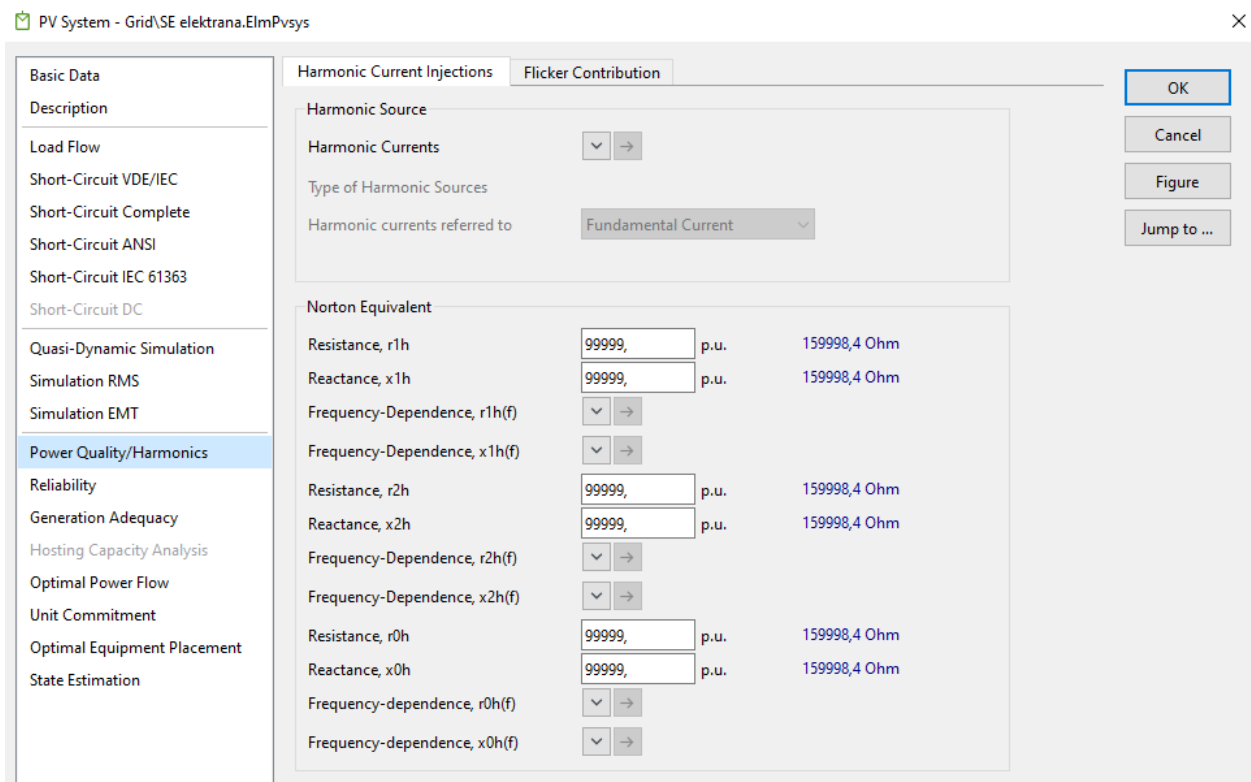 PV System - Grid\SE elektrana.ElmPvsys
Basic Data
Description
Load Flow
Short-Circuit VDE/IEC
Short-Circuit Complete
Short-Circuit ANSI
Short-Circuit IEC 61363
Short-Circuit DC
Quasi-Dynamic Simulation
Simulation RMS
Simulation EMT
Power Quality/Harmonics
Reliability
Generation Adequacy
Hosting Capacity Analysis
Optimal Power Flow
Unit Commitment
Optimal Equipment Placement
State Estimation
Harmonic Current Injections Flicker Contribution
Harmonic Source
Harmonic Currents
Type of Harmonic Sources
Harmonic currents referred to Fundamental Current
Norton Equivalent
Resistance, r1h 99999, p.u. 159998,4 Ohm
Reactance, x1h 99999, p.u. 159998,4 Ohm
Frequency-Dependence, r1h(f)
Frequency-Dependence, x1h(f)
Resistance, r2h 99999, p.u. 159998,4 Ohm
Reactance, x2h 99999, p.u. 159998,4 Ohm
Frequency-Dependence, r2h(f)
Frequency-Dependence, x2h(f)
Resistance, r0h 99999, p.u. 159998,4 Ohm
Reactance, x0h 99999, p.u. 159998,4 Ohm
Frequency-dependence, r0h(f)
Frequency-dependence, x0h(f)
OK
Cancel
Figure
Jump to ...